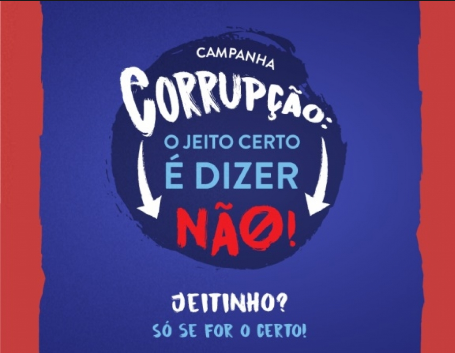 CAMPANHA
CORRUPÇÃO:
O JEITO CERTO
É DIZER
NÃO!
JEITINHO?
SÓ SE FOR O CERTO!